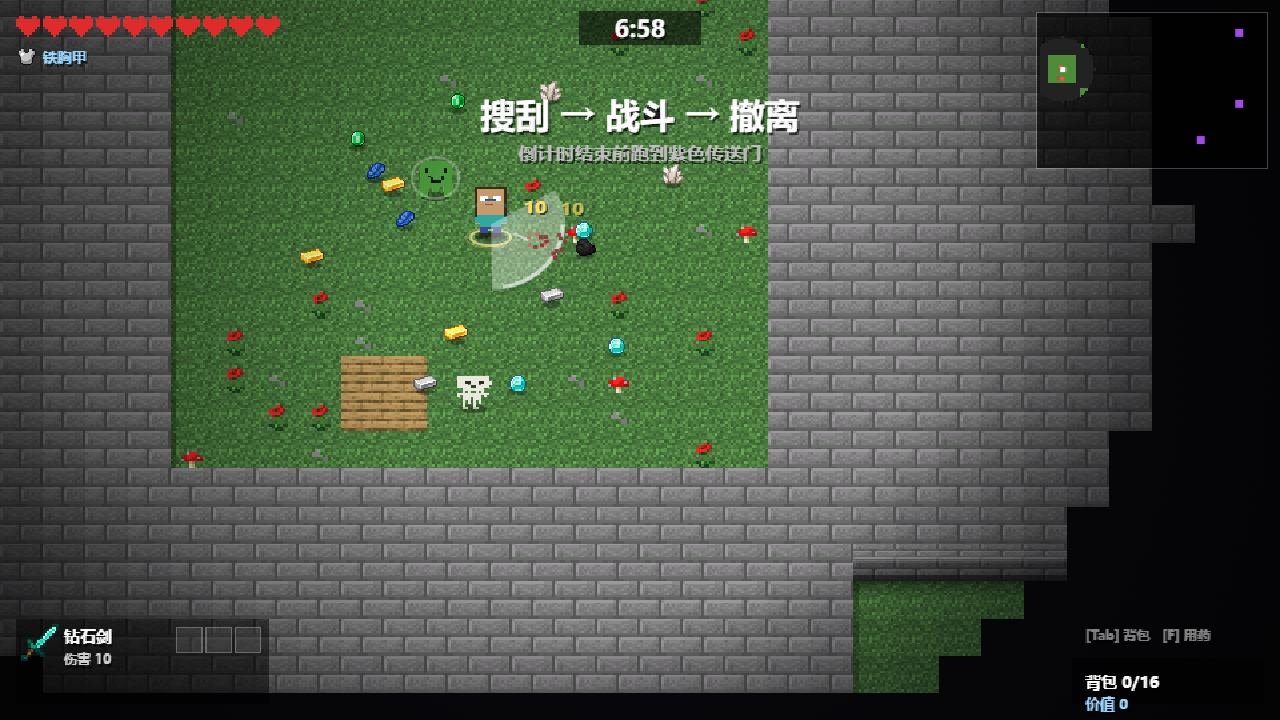 6:58
铁胸甲
搜刮 → 战斗 → 撤离
倒计时结束前跑到紫色传送门
10
10
钻石剑
伤害 10
[Tab] 背包 [F] 用药
背包 0/16
价值 0